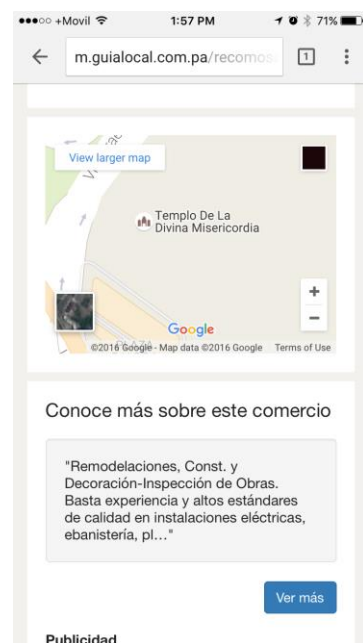 +Movil
1:57 PM
71%
m.guialocal.com.pa/recomos
1
View larger map
Templo De La
Divina Misericordia
+
Google
−
©2016 Google - Map data ©2016 Google Terms of Use
Conoce más sobre este comercio
"Remodelaciones, Const. y
Decoración-Inspección de Obras.
Basta experiencia y altos estándares
de calidad en instalaciones eléctricas,
ebanistería, pl…"
Ver más
Publicidad